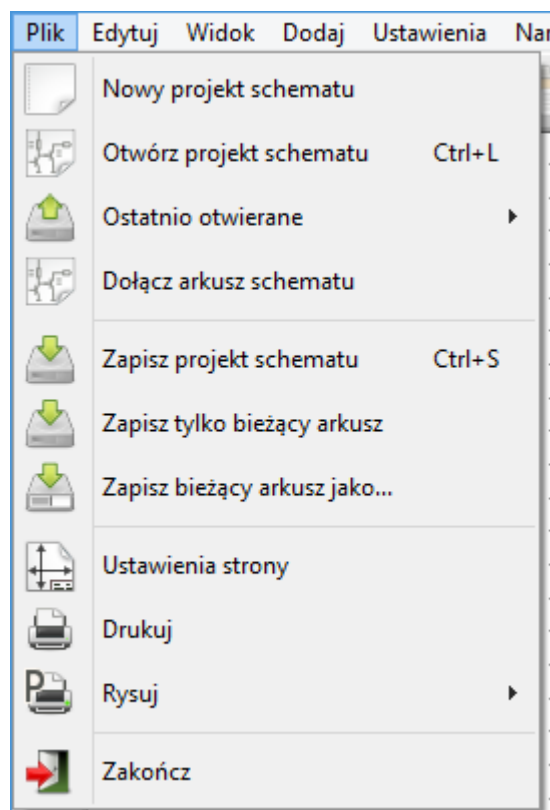 Plik Edytuj Widok Dodaj Ustawienia
Nowy projekt schematu
Otwórz projekt schematu Ctrl+L
Ostatnio otwierane
Dołącz arkusz schematu
Zapisz projekt schematu Ctrl+S
Zapisz tylko bieżący arkusz
Zapisz bieżący arkusz jako...
Ustawienia strony
Drukuj
Rysuj
Zakończ